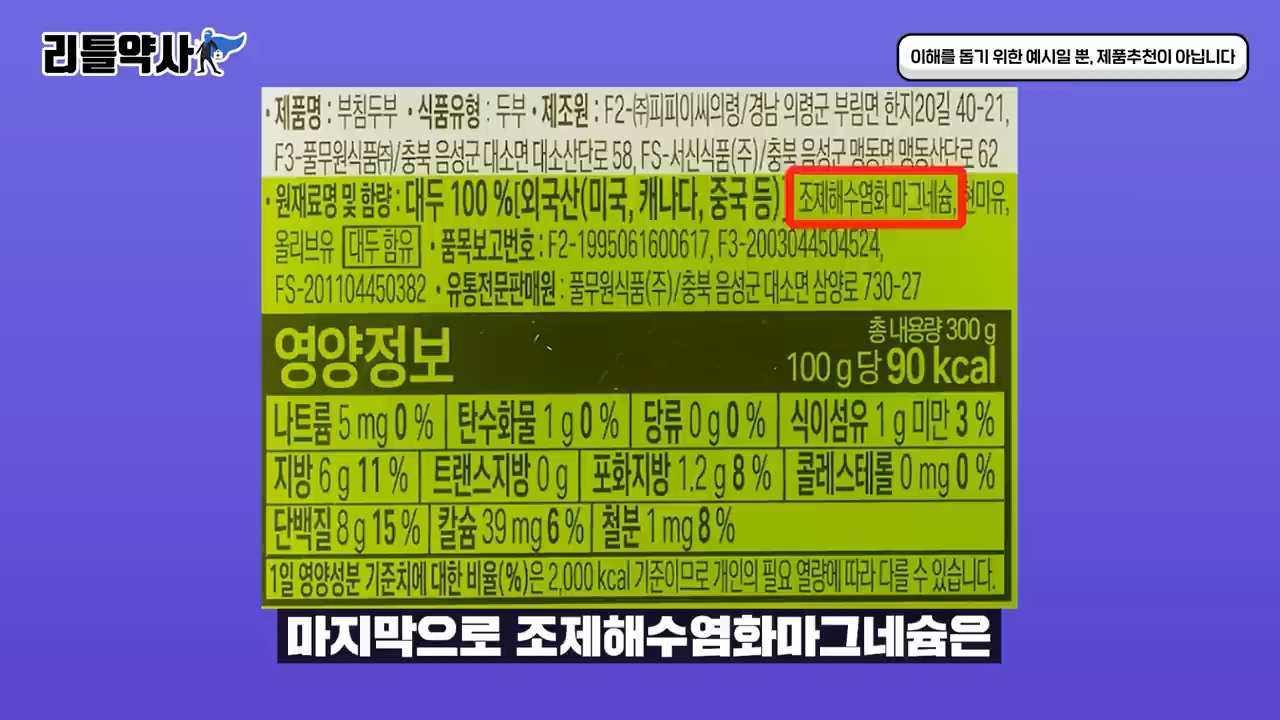 리틀약사
이해를 돕기 위한 예시일 뿐, 제품추천이 아닙니다
• 제품명 : 부침두부 • 식품유형 : 두부 • 제조원 : F2-㈜피피이씨의령/경남 의령군 부림면 한지20길 40-21,
F3-풀무원식품㈜/충북 음성군 대소면 대소산단로 58, FS-서신식품(주)/충북 음성군 맹동면 맹동산단로 62
• 원재료명 및 함량 : 대두 100 %[외국산(미국, 캐나다, 중국 등)], 조제해수염화 마그네슘, 현미유,
올리브유 대두 함유 • 품목보고번호 : F2-1995061600617, F3-2003044504524,
FS-201104450382 • 유통전문판매원 : 풀무원식품(주)/충북 음성군 대소면 삼양로 730-27
영양정보 총 내용량 300 g
100 g 당 90 kcal
나트륨 5 mg 0 % 탄수화물 1 g 0 % 당류 0 g 0 % 식이섬유 1 g 미만 3 %
지방 6 g 11 % 트랜스지방 0 g 포화지방 1.2 g 8 % 콜레스테롤 0 mg 0 %
단백질 8 g 15 % 칼슘 39 mg 6 % 철분 1 mg 8 %
1일 영양성분 기준치에 대한 비율(%)은 2,000 kcal 기준이므로 개인의 필요 열량에 따라 다를 수 있습니다.
마지막으로 조제해수염화마그네슘은